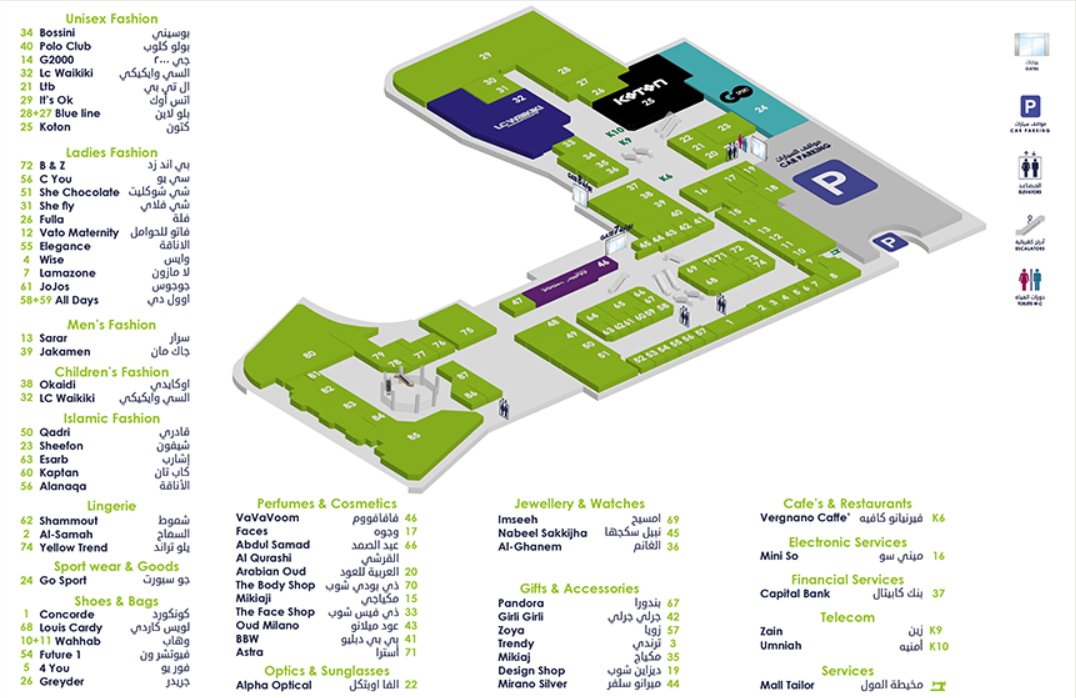 Unisex Fashion
34 Bossini بوسيني
40 Polo Club بولو كلوب
14 G2000 جي ٢٠٠٠
32 Lc Waikiki السي وايكيكي
21 Ltb ال تي بي
29 It's Ok اتس أوك
28+27 Blue line بلو لاين
25 Koton كتون
Ladies Fashion
72 B & Z بي اند زد
56 C You سي يو
51 She Chocolate شي شوكليت
31 She fly شي فلاي
26 Fulla فلة
12 Vato Maternity فاتو للحوامل
55 Elegance الاناقة
4 Wise وايس
7 Lamazone لا مازون
61 JoJos جوجوس
58+59 All Days اوول دي
Men's Fashion
13 Sarar سرار
39 Jakamen جاك مان
Children's Fashion
38 Okaidi اوكايدي
32 LC Waikiki السي وايكيكي
Islamic Fashion
50 Qadri قادري
23 Sheefon شيفون
63 Esarb إشارب
60 Kaptan كاب تان
56 Alanaqa الأناقة
Lingerie
62 Shammout شموط
2 Al-Samah السماح
74 Yellow Trend يلو تراند
Sport wear & Goods
24 Go Sport جو سبورت
Shoes & Bags
1 Concorde كونكورد
68 Louis Cardy لويس كاردي
10+11 Wahhab وهاب
54 Future 1 فيوتشر ون
5 4 You فور يو
26 Greyder جريدر
Perfumes & Cosmetics
VaVaVoom فافافووم 46
Faces وجوه 17
Abdul Samad عبد الصمد 66
Al Qurashi القرشي
Arabian Oud العربية للعود 20
The Body Shop ذي بودي شوب 70
Mikiaji مكياجي 15
The Face Shop ذي فيس شوب 33
Oud Milano عود ميلانو 43
BBW بي بي دبليو 41
Astra أسترا 71
Optics & Sunglasses
Alpha Optical الفا اوبتكل 22
Jewellery & Watches
Imseeh امسيح 69
Nabeel Sakkijha نبيل سكجها 45
Al-Ghanem الغانم 36
Gifts & Accessories
Pandora بندورا 67
Girli Girli جرلي جرلي 42
Zoya زويا 57
Trendy ترندي 3
Mikiaj مكياج 35
Design Shop ديزاين شوب 19
Mirano Silver ميرانو سلفر 44
Cafe's & Restaurants
Vergnano Caffe' فيرنيانو كافيه K6
Electronic Services
Mini So ميني سو 16
Financial Services
Capital Bank بنك كابيتال 37
Telecom
Zain زين K9
Umniah أمنيه K10
Services
Mall Tailor مخيطة المول
29
28
27
26
30
31
32
LC WAIKIKI
KOTON
25
GO SPORT
24
K10
K9
K6
33
34
35
36
22
23
21
20
مواقف السيارات
CAR PARKING
P
P
37
38
39
40
41
42
43
44
45
16
17
19
18
15
14
13
12
11
10
9
8
46
47
69
70
71
72
73
74
68
48
49
50
51
64
65
66
67
63 62 61 60 59 58
52 53 54 55 56 57
1
2 3 4 5 6 7
75
76
77
78
79
80
81
82
83
84
85
86
87
بوابات
GATES
P
مواقف سيارات
CAR PARKING
المصاعد
ELEVATORS
أدراج كهربائية
ESCALATORS
دورات المياه
TOILETS W.C